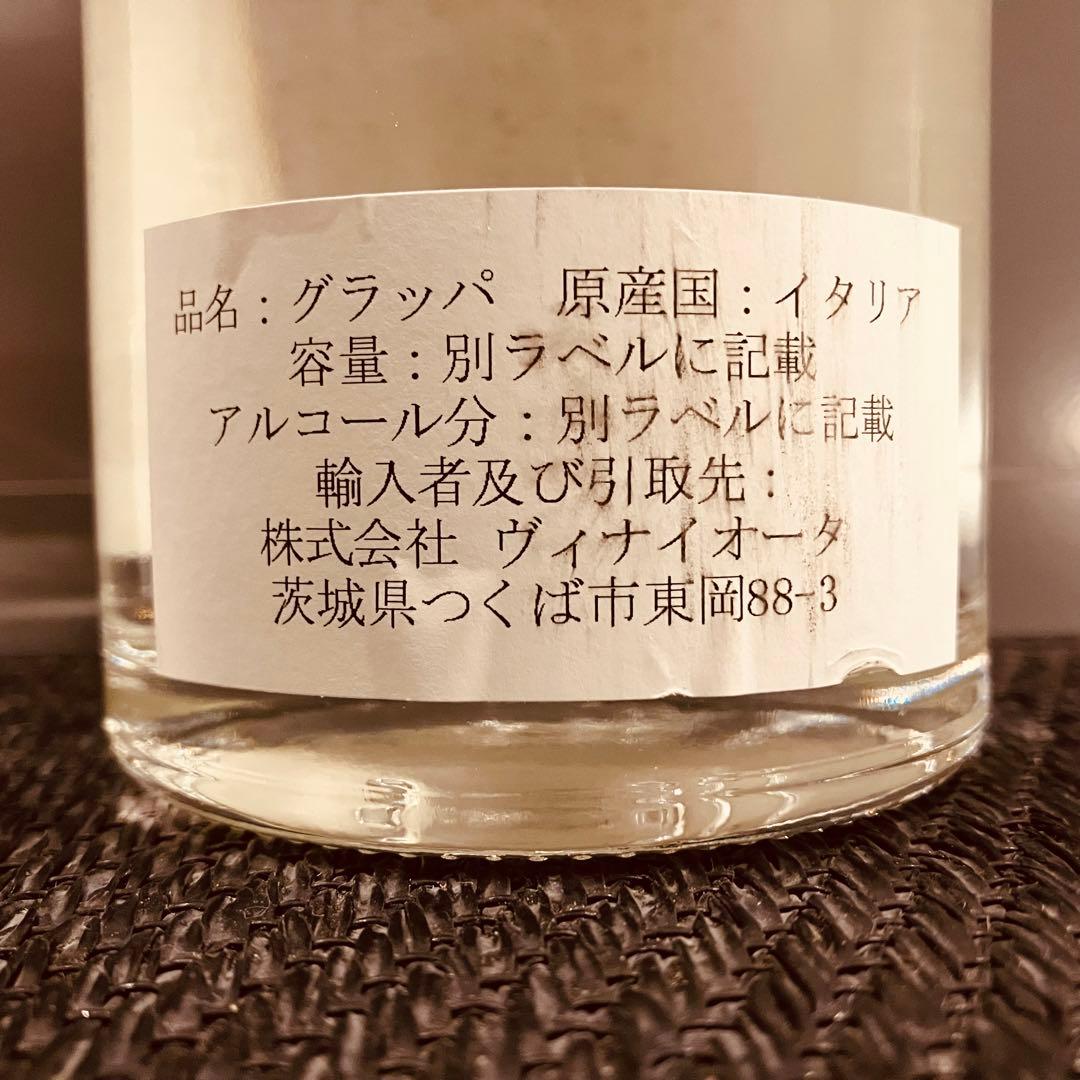 品名：グラッパ　原産国：イタリア
容量：別ラベルに記載
アルコール分：別ラベルに記載
輸入者及び引取先：
株式会社 ヴィナイオータ
茨城県つくば市東岡88-3